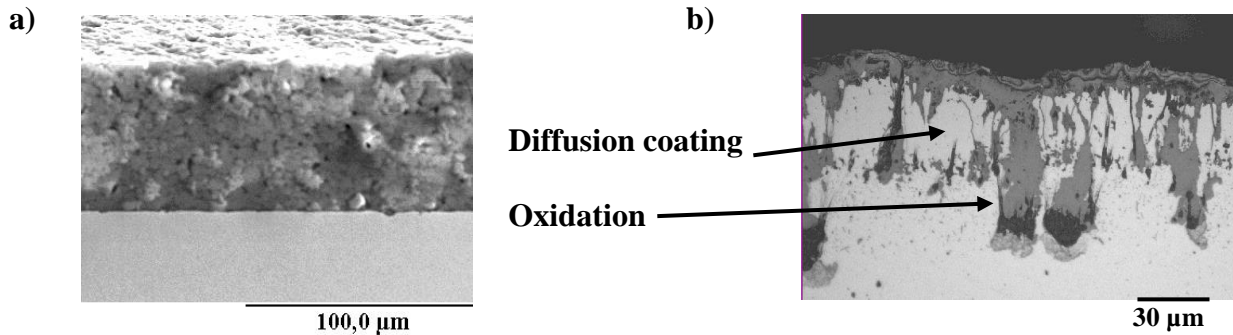 a)
b)
Diffusion coating
Oxidation
100,0 µm
30 µm